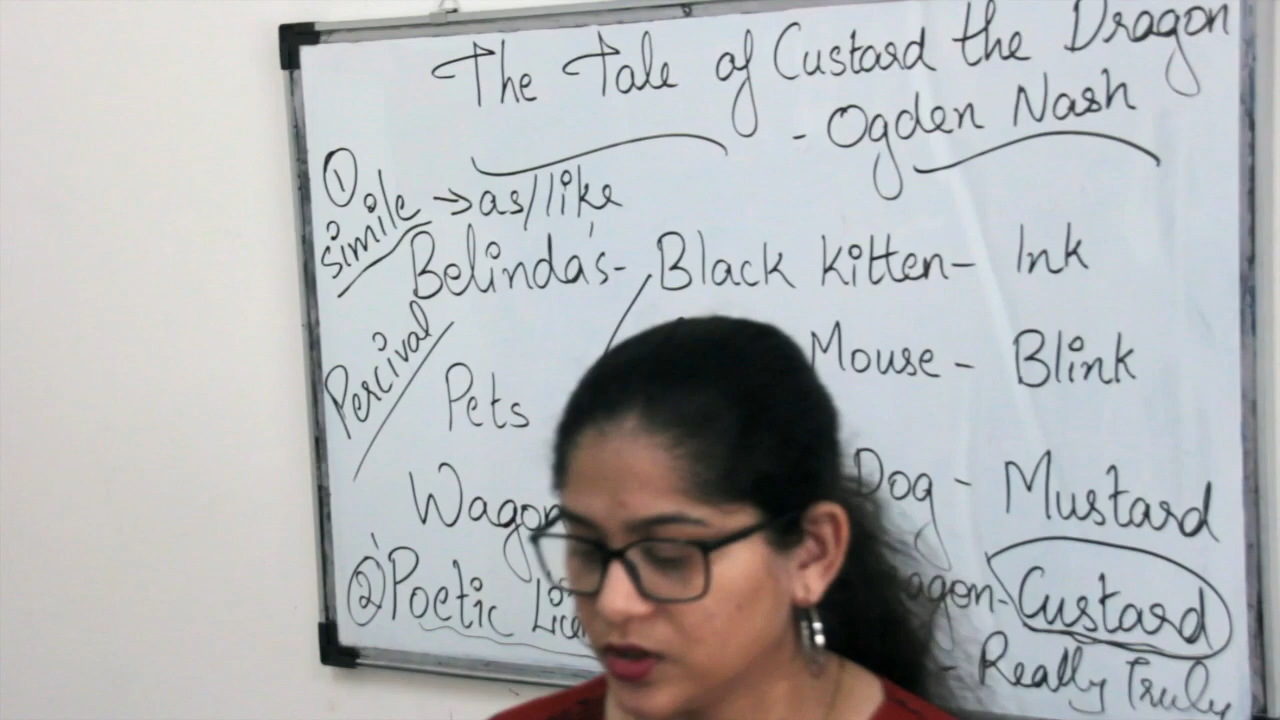 The Tale of Custard the Dragon
- Ogden Nash
① Simile → as/like
Belinda's - Black kitten - Ink
Mouse - Blink
Percival
Pets
Dog - Mustard
Wagon
② Poetic
Custard
- Really Truly